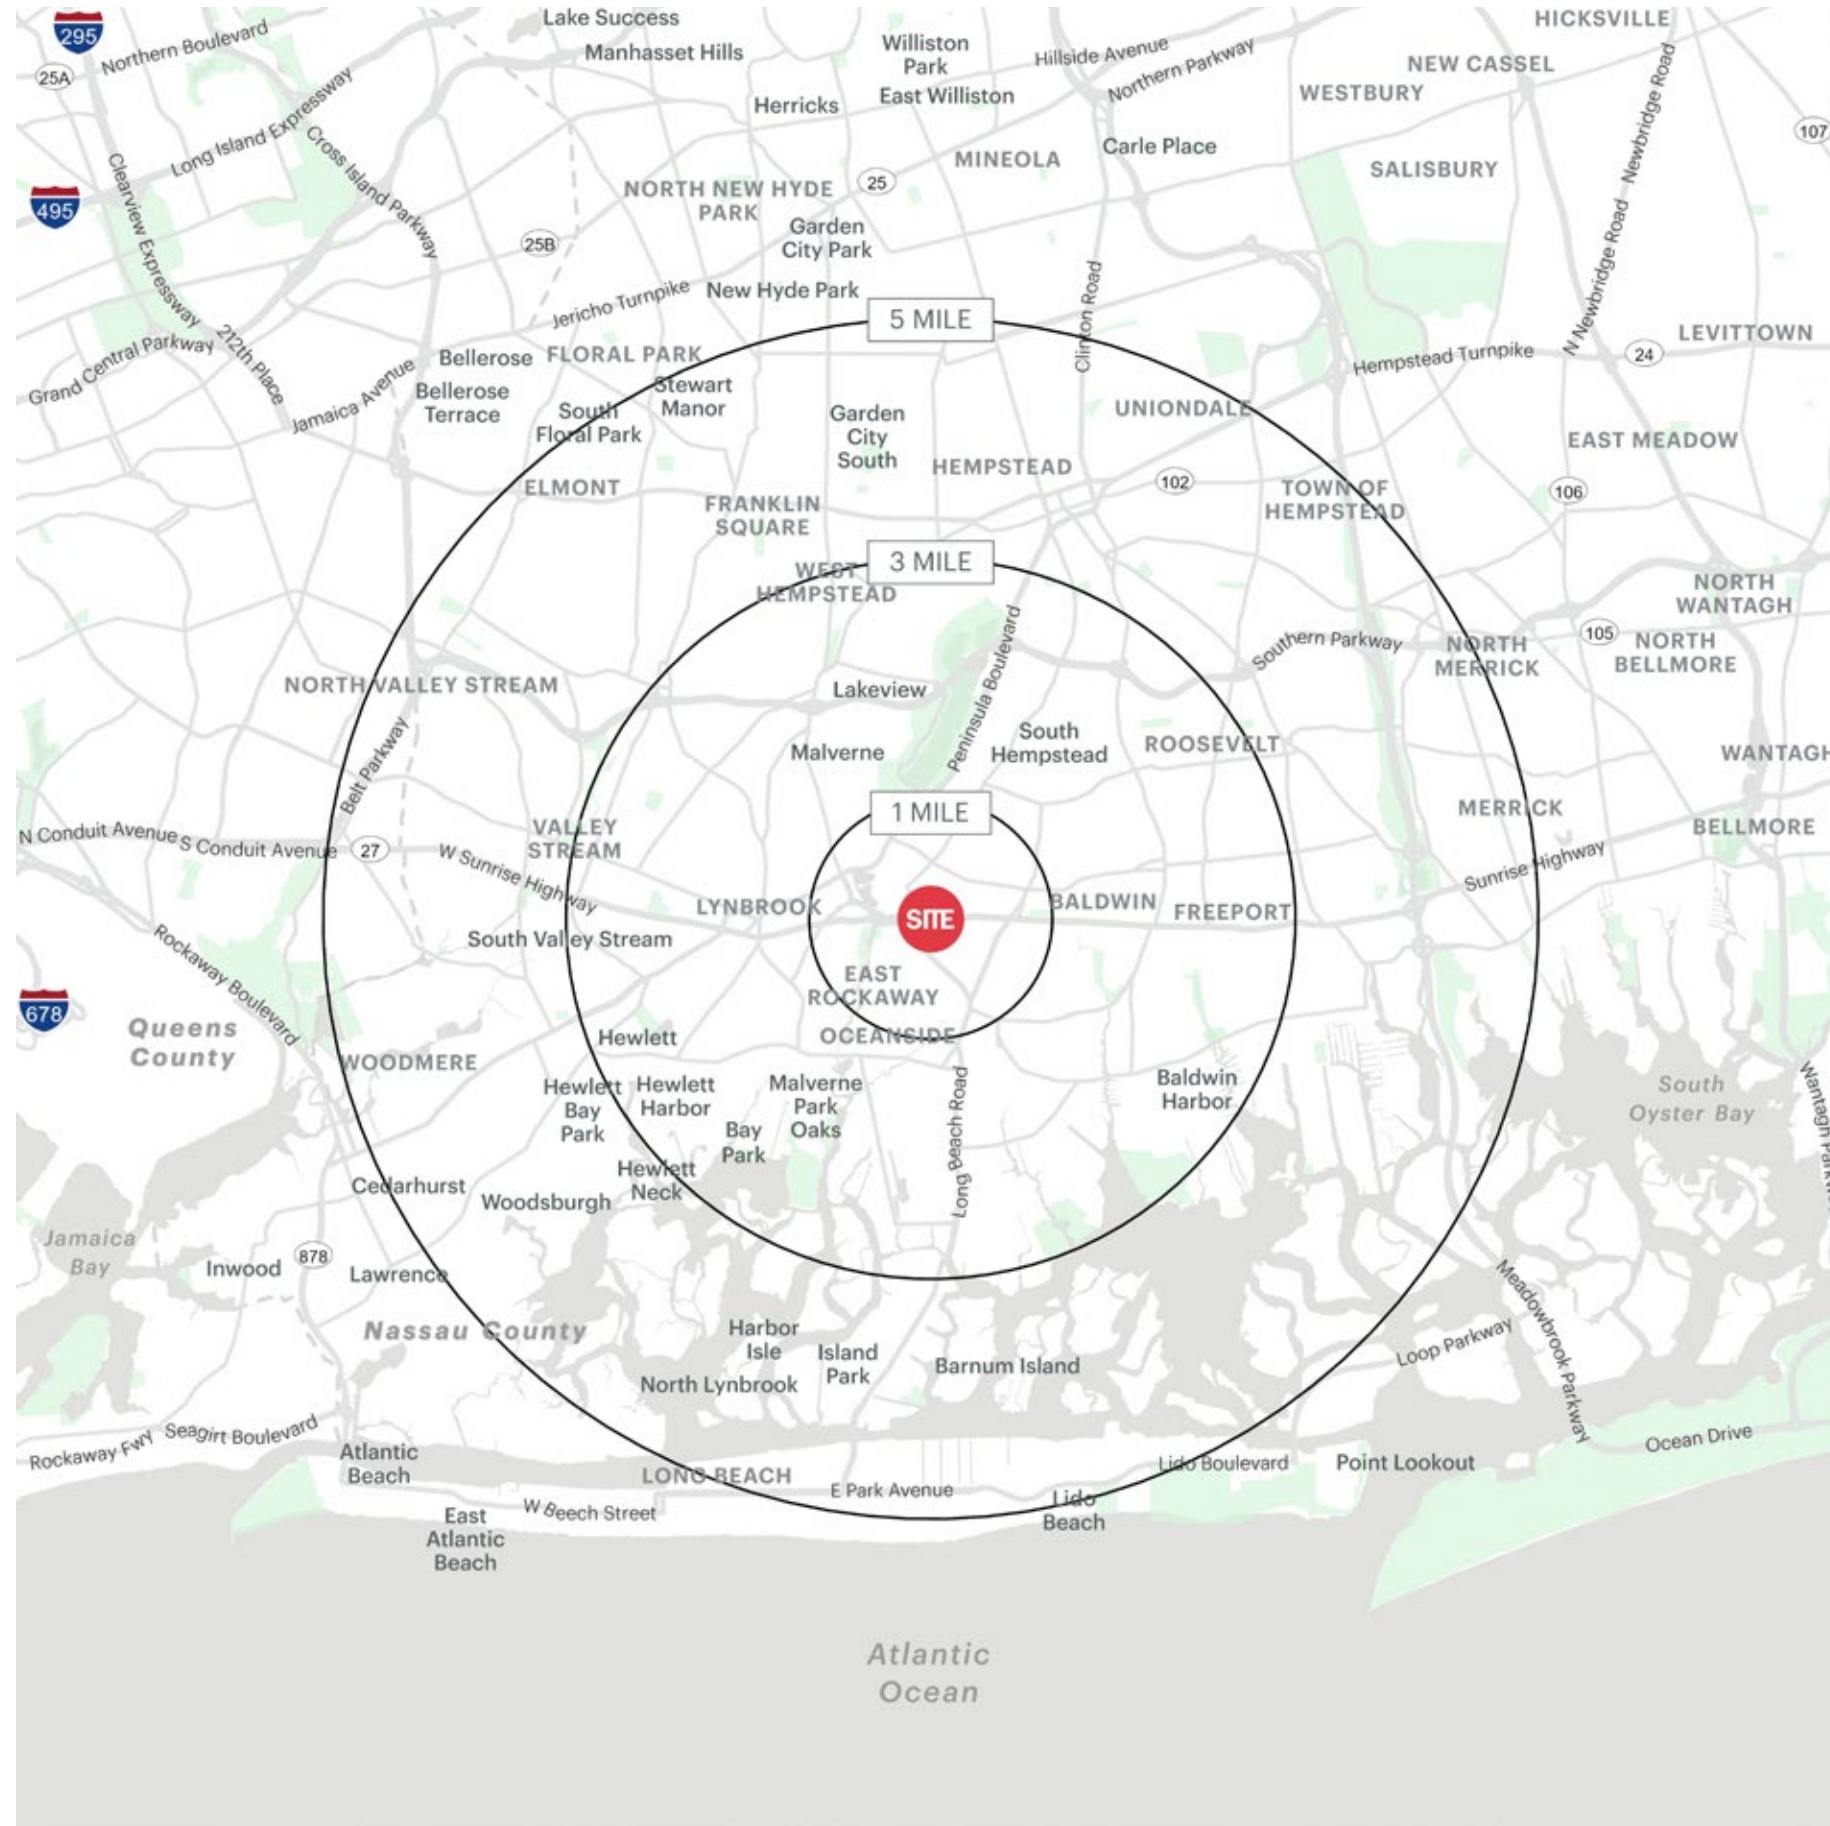 295
Northern Boulevard
25A
Long Island Expressway
Cross Island Parkway
Clearview Expressway
495
Lake Success
Manhasset Hills
Williston
Park
East Williston
Herricks
Hillside Avenue
Northern Parkway
HICKSVILLE
NEW CASSEL
WESTBURY
Newbridge Road
107
Carle Place
MINEOLA
SALISBURY
NORTH NEW HYDE
PARK
25
Garden
City Park
25B
N Newbridge Road
Jericho Turnpike
New Hyde Park
5 MILE
Clinton Road
Grand Central Parkway
212th Place
Jamaica Avenue
Bellerose
FLORAL PARK
Bellerose
Terrace
Stewart
Manor
South
Floral Park
Garden
City
South
UNIONDALE
Hempstead Turnpike
24
LEVITTOWN
EAST MEADOW
HEMPSTEAD
ELMONT
FRANKLIN
SQUARE
102
TOWN OF
HEMPSTEAD
106
3 MILE
WEST
HEMPSTEAD
NORTH
WANTAGH
Peninsula Boulevard
Southern Parkway
NORTH
MERRICK
105
NORTH
BELLMORE
NORTH VALLEY STREAM
Lakeview
Belt Parkway
Malverne
South
Hempstead
ROOSEVELT
WANTAGH
1 MILE
MERRICK
BELLMORE
N Conduit Avenue
S Conduit Avenue
27
W Sunrise Highway
VALLEY
STREAM
Sunrise Highway
LYNBROOK
SITE
BALDWIN
FREEPORT
South Valley Stream
Rockaway Boulevard
EAST
ROCKAWAY
678
Queens
County
Hewlett
OCEANSIDE
WOODMERE
Hewlett
Bay
Park
Hewlett
Harbor
Malverne
Park
Oaks
Bay
Park
Long Beach Road
Baldwin
Harbor
South
Oyster Bay
Hewlett
Neck
Cedarhurst
Woodsburgh
Jamaica
Bay
Inwood
878
Lawrence
Nassau County
Harbor
Isle
Island
Park
North Lynbrook
Barnum Island
Meadowbrook Parkway
Loop Parkway
Rockaway Fwy
Seagirt Boulevard
Atlantic
Beach
LONG BEACH
E Park Avenue
Lido Boulevard
Point Lookout
Ocean Drive
W Beech Street
Lido
Beach
East
Atlantic
Beach
Atlantic
Ocean